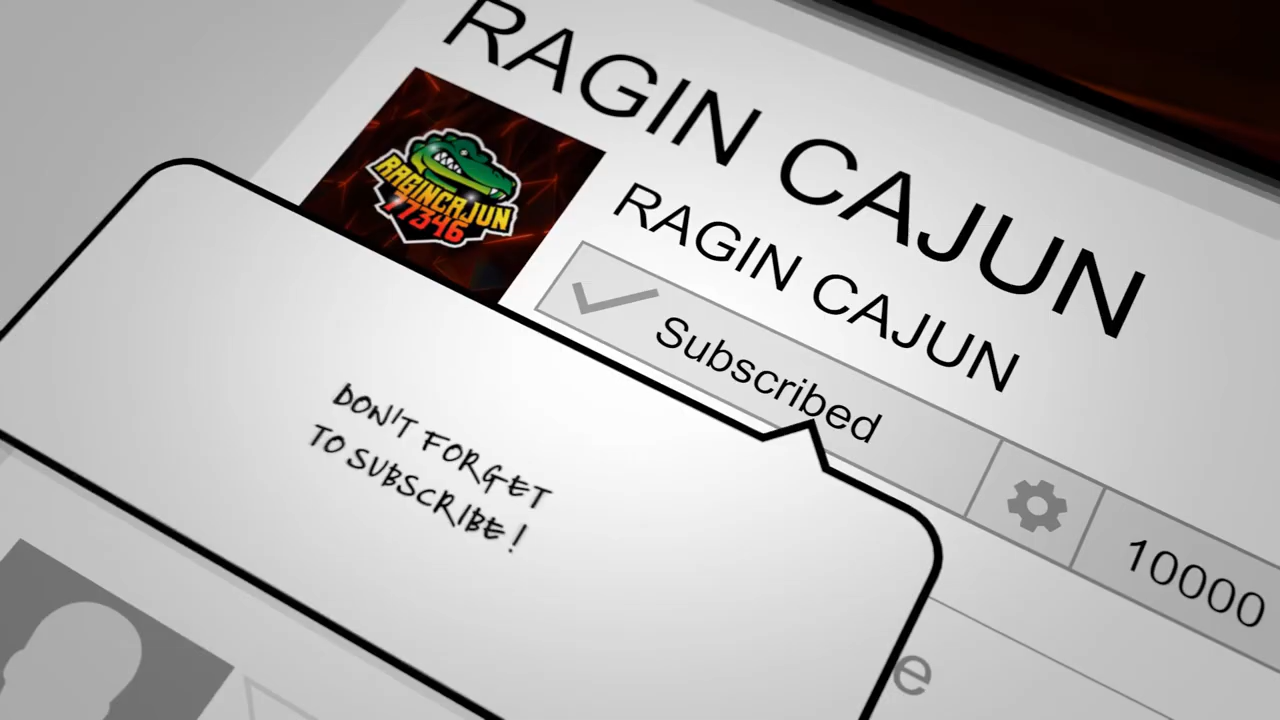 RAGIN CAJUN
RAGINCAJUN
77346
RAGIN CAJUN
Subscribed
10000
DON'T FORGET
TO SUBSCRIBE!
e